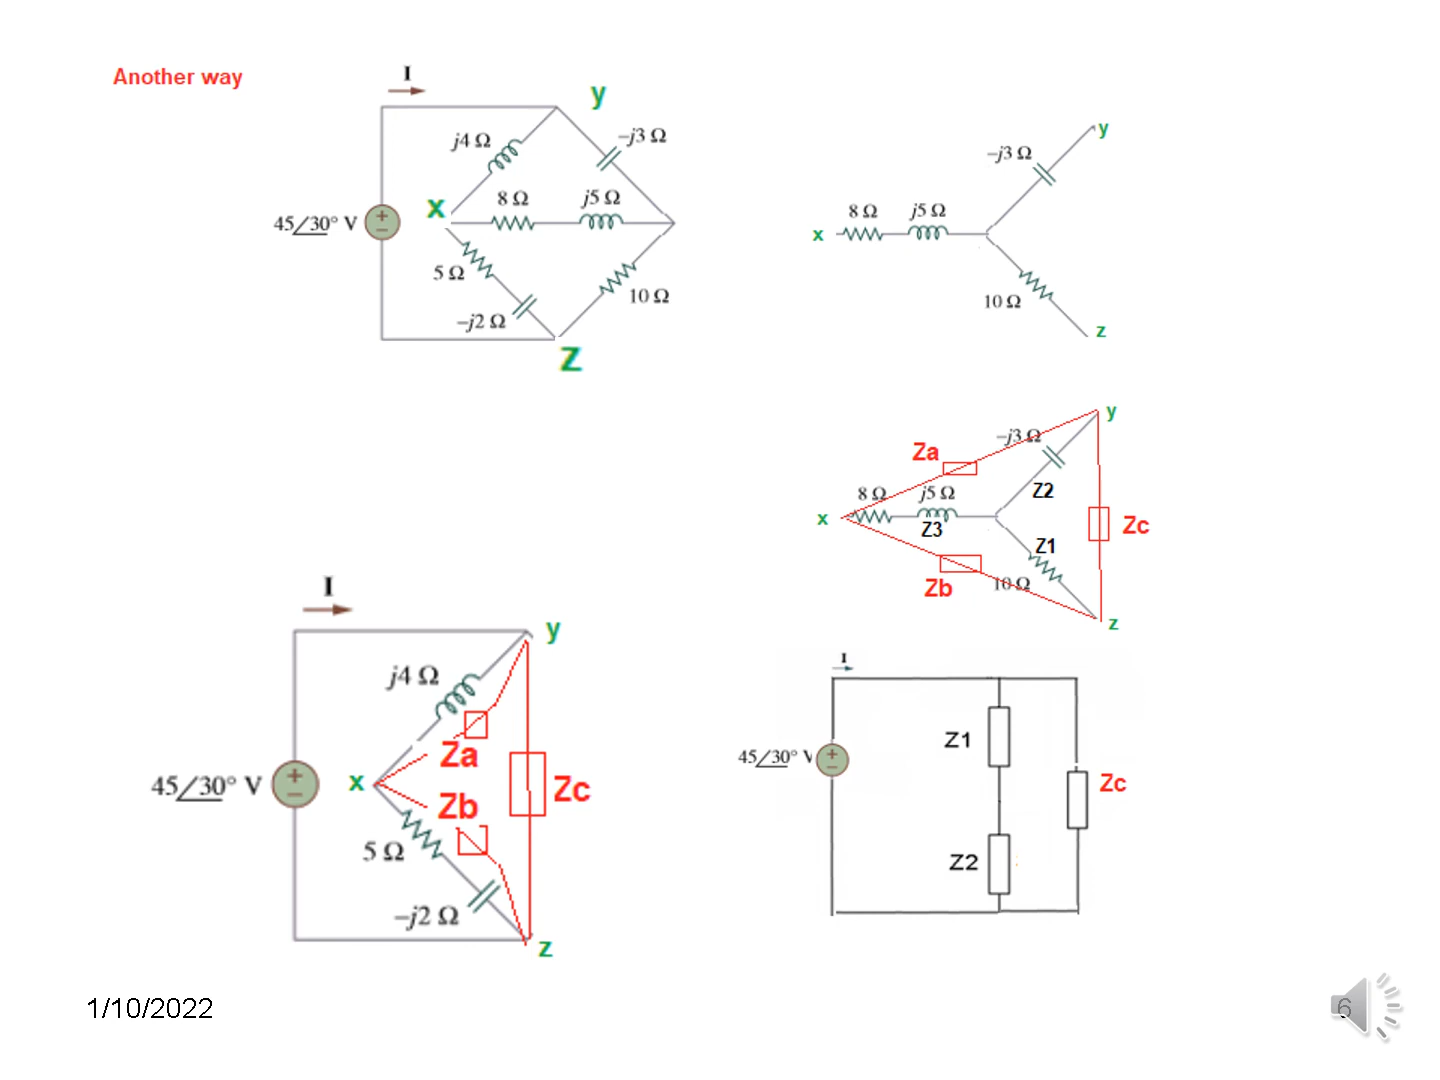 Another way
I
y
j4 Ω
–j3 Ω
x
8 Ω
j5 Ω
45/30° V
+
–
5 Ω
10 Ω
–j2 Ω
z
y
–j3 Ω
8 Ω
j5 Ω
x
10 Ω
z
y
–j3 Ω
Za
8 Ω
j5 Ω
Z2
x
Z3
Zc
Z1
Zb
10 Ω
z
I
y
j4 Ω
Za
45/30° V
+
–
x
Zc
Zb
5 Ω
–j2 Ω
z
I
Z1
45/30° V
+
–
Zc
Z2
1/10/2022
6